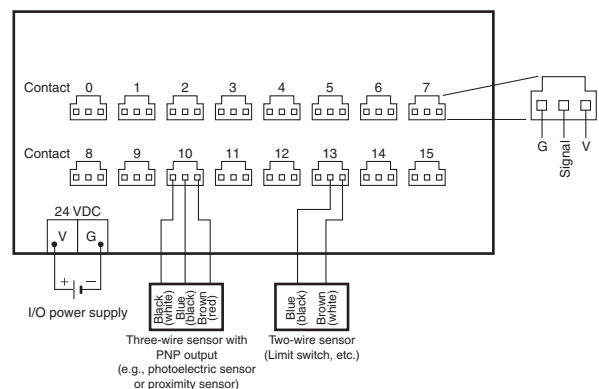 Contact 0 1 2 3 4 5 6 7
G Signal V
Contact 8 9 10 11 12 13 14 15
24 VDC
V G
+ −
I/O power supply
Black (white)
Blue (black)
Brown (red)
Blue (black)
Brown (white)
Three-wire sensor with
PNP output
(e.g., photoelectric sensor
or proximity sensor)
Two-wire sensor
(Limit switch, etc.)